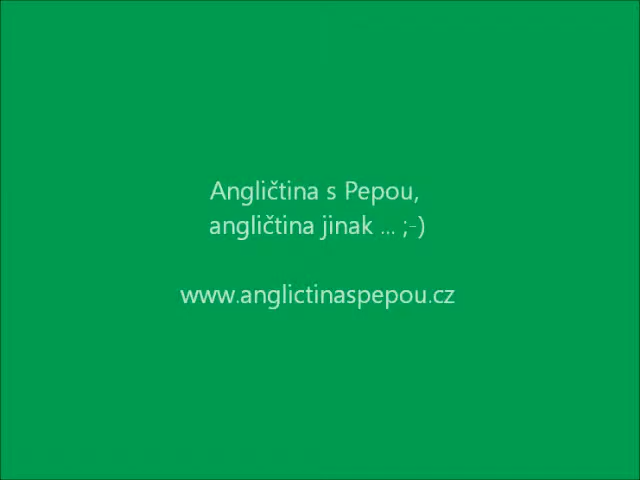 Angličtina s Pepou,
angličtina jinak ... ;-)
www.anglictinaspepou.cz